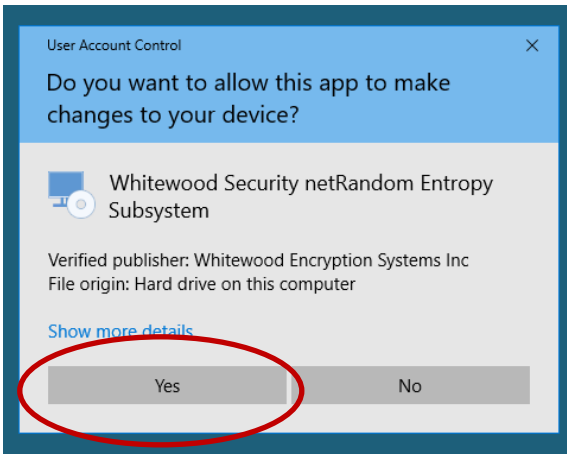 User Account Control
Do you want to allow this app to make
changes to your device?
Whitewood Security netRandom Entropy
Subsystem
Verified publisher: Whitewood Encryption Systems Inc
File origin: Hard drive on this computer
Show more details
Yes
No